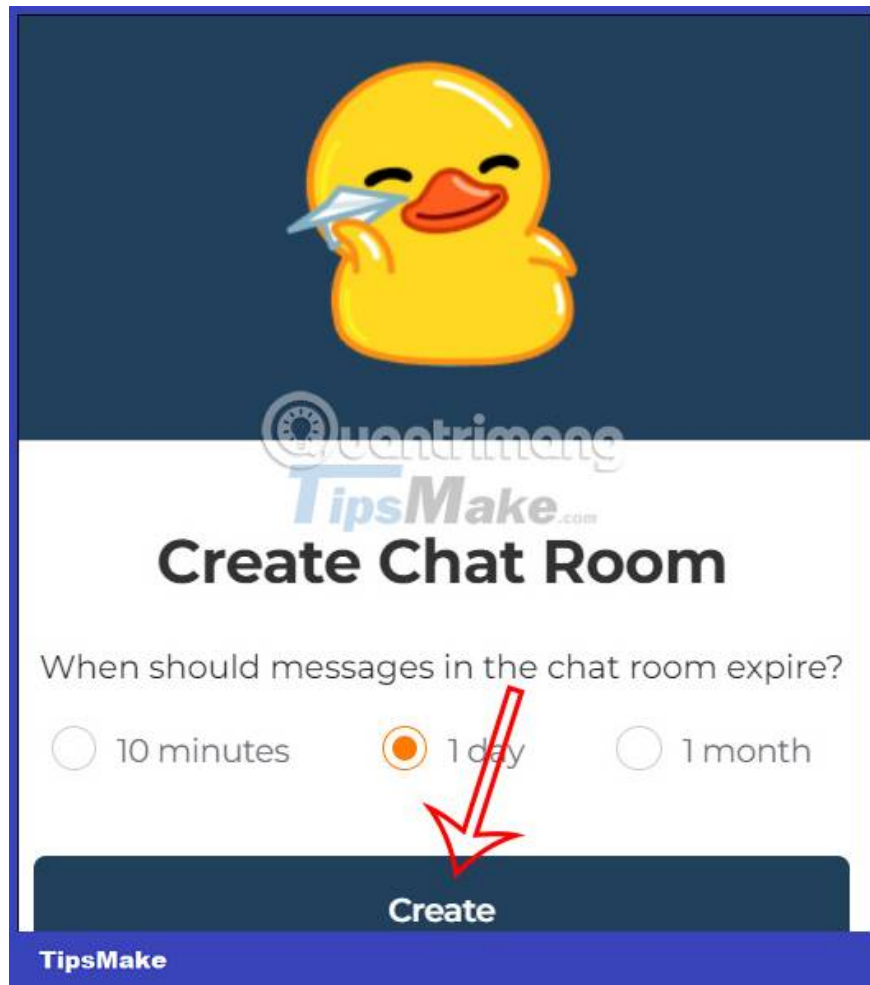 Quantrimang
TipsMake.com
Create Chat Room
When should messages in the chat room expire?
10 minutes 1 day 1 month
Create
TipsMake